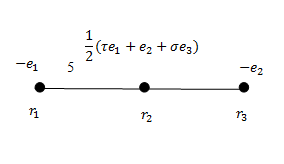 ½(τe₁ + e₂ + σe₃)
−e₁ 5 −e₂
r₁ r₂ r₃